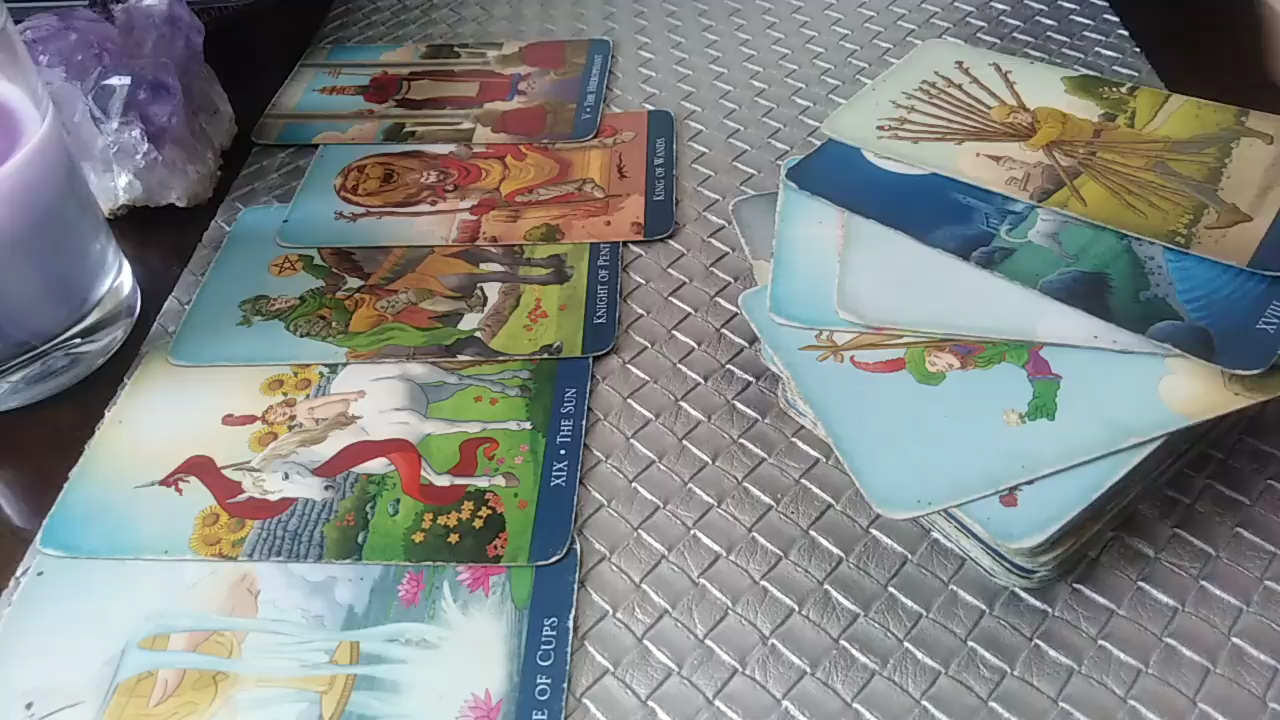 V • THE HIEROPHANT
KING OF WANDS
KNIGHT OF PENT
XIX • THE SUN
E OF CUPS
XVII